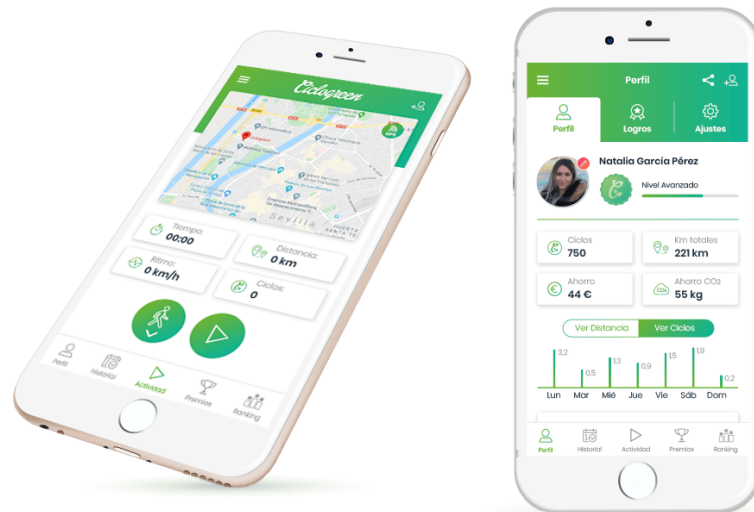 Ciclogreen
GPS
Sevilla
Tiempo:
00:00
Distancia:
0 km
Ritmo:
0 km/h
Ciclos:
0
Perfil
Historial
Actividad
Premios
Ranking
Perfil
Perfil
Logros
Ajustes
Natalia García Pérez
Nivel Avanzado
Ciclos
750
Km totales
221 km
Ahorro
44 €
Ahorro CO2
55 kg
Ver Distancia
Ver Ciclos
3,2
0,5
1,3
0,9
1,5
1,9
0,2
Lun Mar Mié Jue Vie Sáb Dom
Perfil
Historial
Actividad
Premios
Ranking